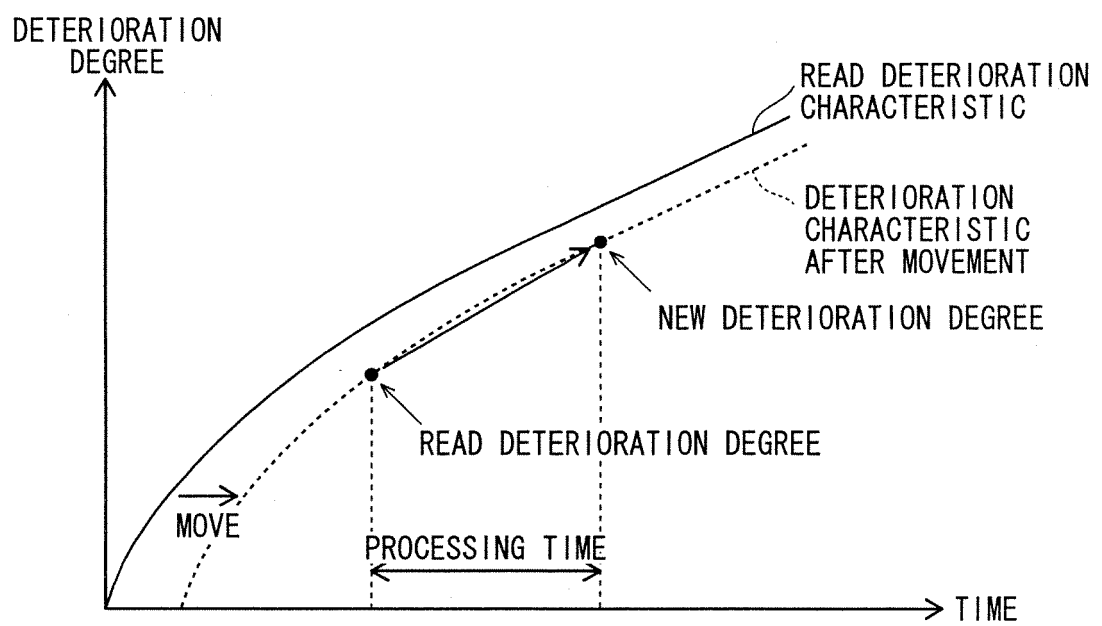 DETERIORATION
DEGREE
READ DETERIORATION
CHARACTERISTIC
DETERIORATION
CHARACTERISTIC
AFTER MOVEMENT
NEW DETERIORATION DEGREE
READ DETERIORATION DEGREE
MOVE
PROCESSING TIME
TIME